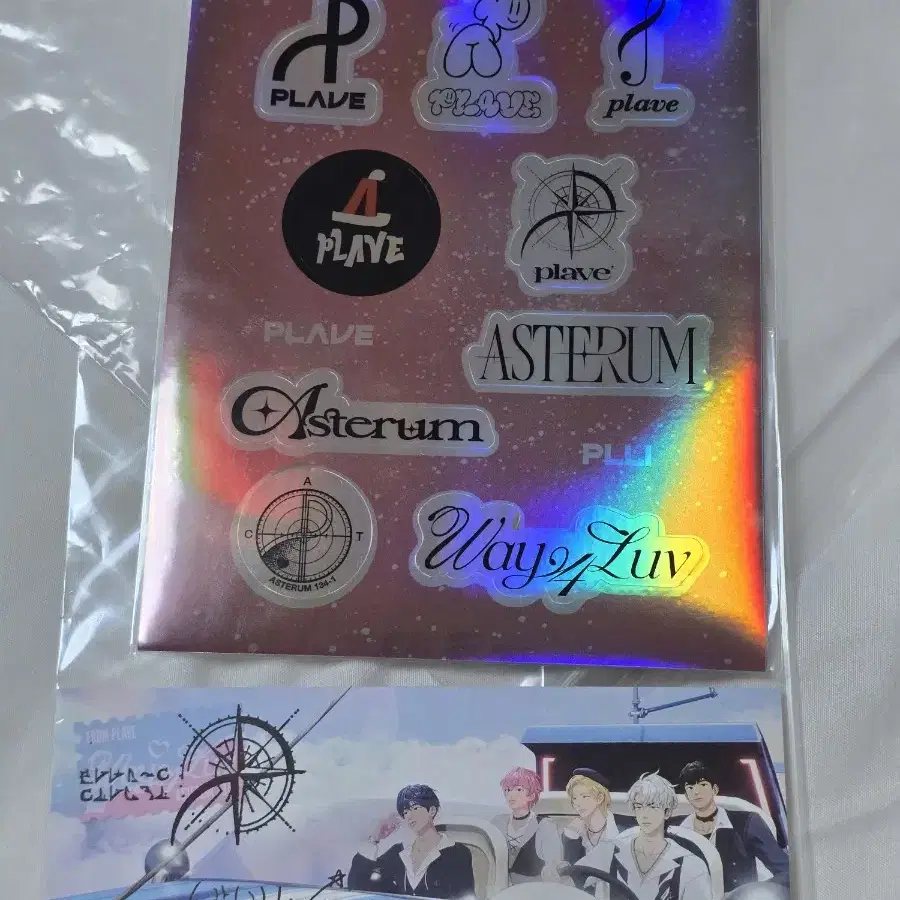 PLAVE
PLAVE
plave
PLAVE
plave
PLAVE
ASTERUM
Asterum
PLLI
A
C T
ASTERUM 134-1
Way 4 Luv
FROM PLAVE